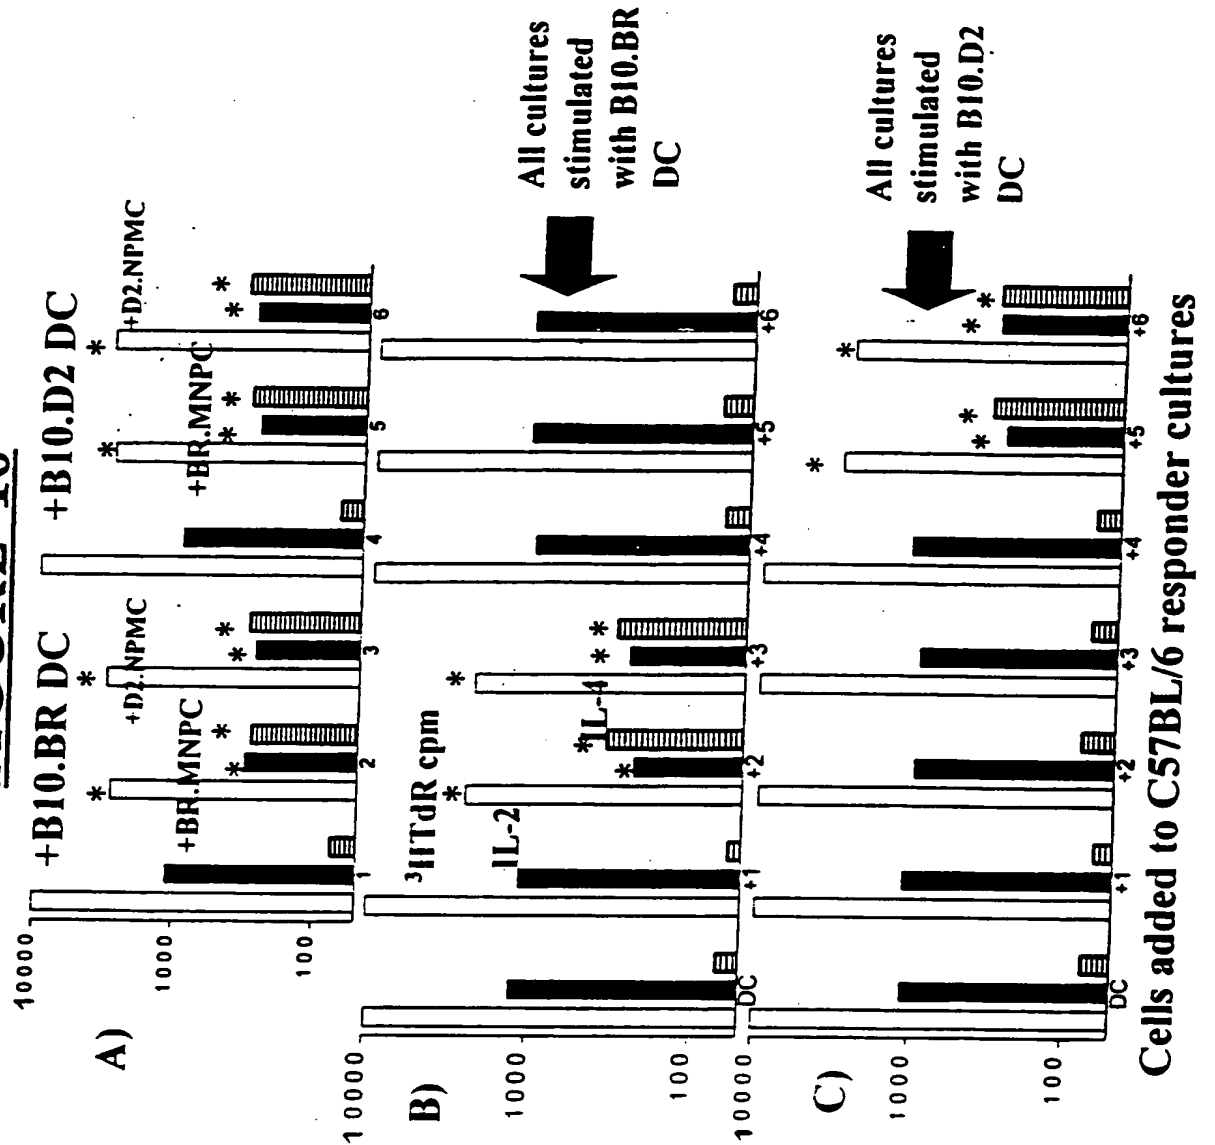 +B10.BR DC
+B10.D2 DC
A)
10000
1000
100
+BR.MNPC
+D2.NPMC
+BR.MNPC
+D2.NPMC
* * * * * * * * * * * *
1 2 3 4 5 6
B)
10000
1000
100
³HTdR cpm
IL-2
IL-4
* * * * * *
DC +1 +2 +3 +4 +5 +6
All cultures
stimulated
with B10.BR
DC
C)
10000
1000
100
* * * * * *
DC +1 +2 +3 +4 +5 +6
All cultures
stimulated
with B10.D2
DC
Cells added to C57BL/6 responder cultures